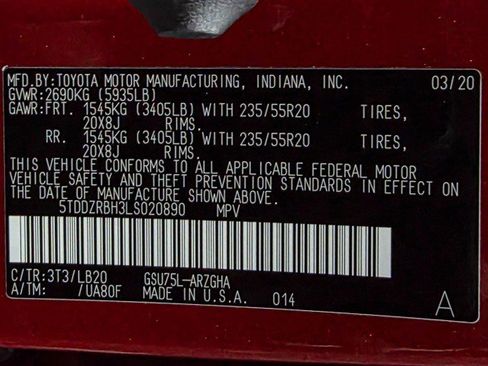 MFD.BY:TOYOTA MOTOR MANUFACTURING, INDIANA, INC. 03/20
GVWR:2690KG (5935LB)
GAWR:FRT. 1545KG (3405LB) WITH 235/55R20 TIRES,
20X8J RIMS.
RR. 1545KG (3405LB) WITH 235/55R20 TIRES,
20X8J RIMS.
THIS VEHICLE CONFORMS TO ALL APPLICABLE FEDERAL MOTOR
VEHICLE SAFETY AND THEFT PREVENTION STANDARDS IN EFFECT ON
THE DATE OF MANUFACTURE SHOWN ABOVE.
5TDDZRBH3LS020890 MPV
C/TR:3T3/LB20 GSU75L-ARZGHA
A/TM: /UA80F MADE IN U.S.A. 014 A